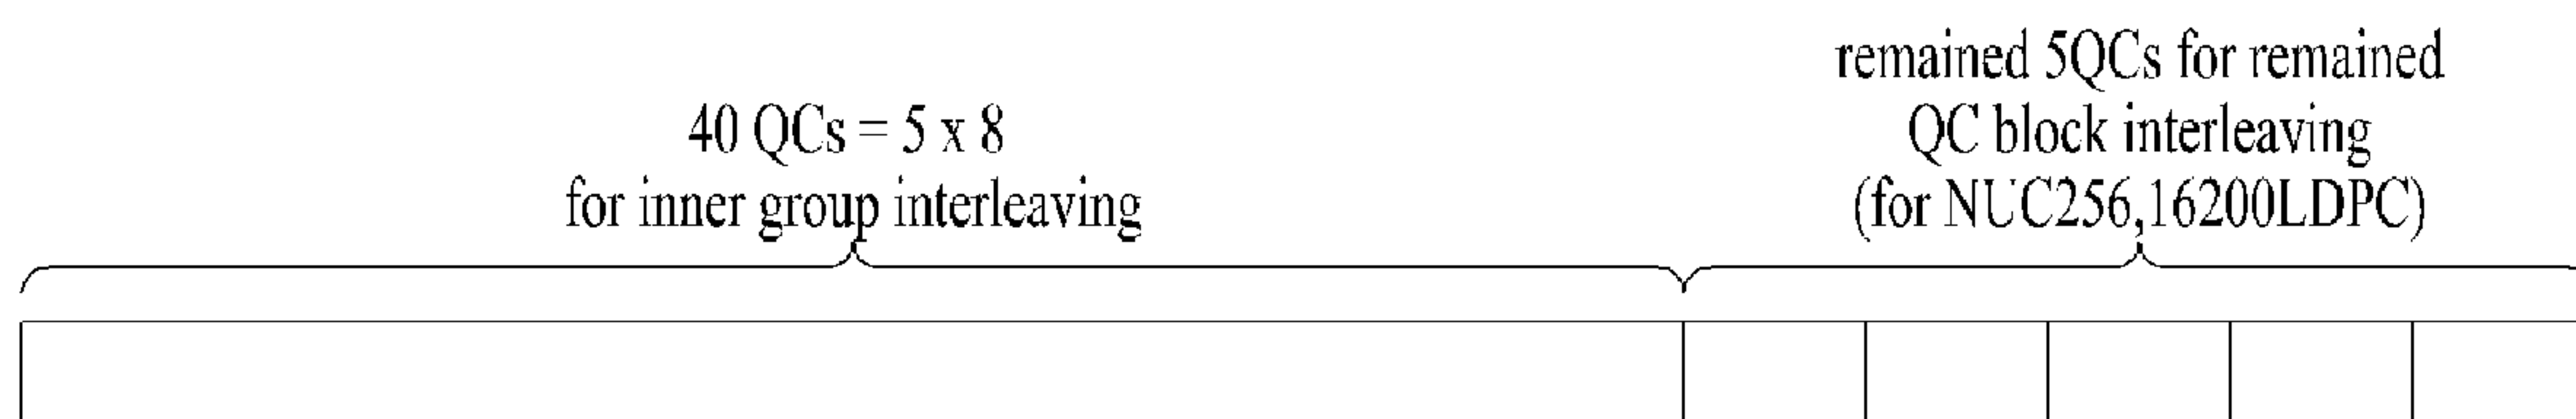 40 QCs = 5 x 8
for inner group interleaving
remained 5QCs for remained
QC block interleaving
(for NUC256,16200LDPC)